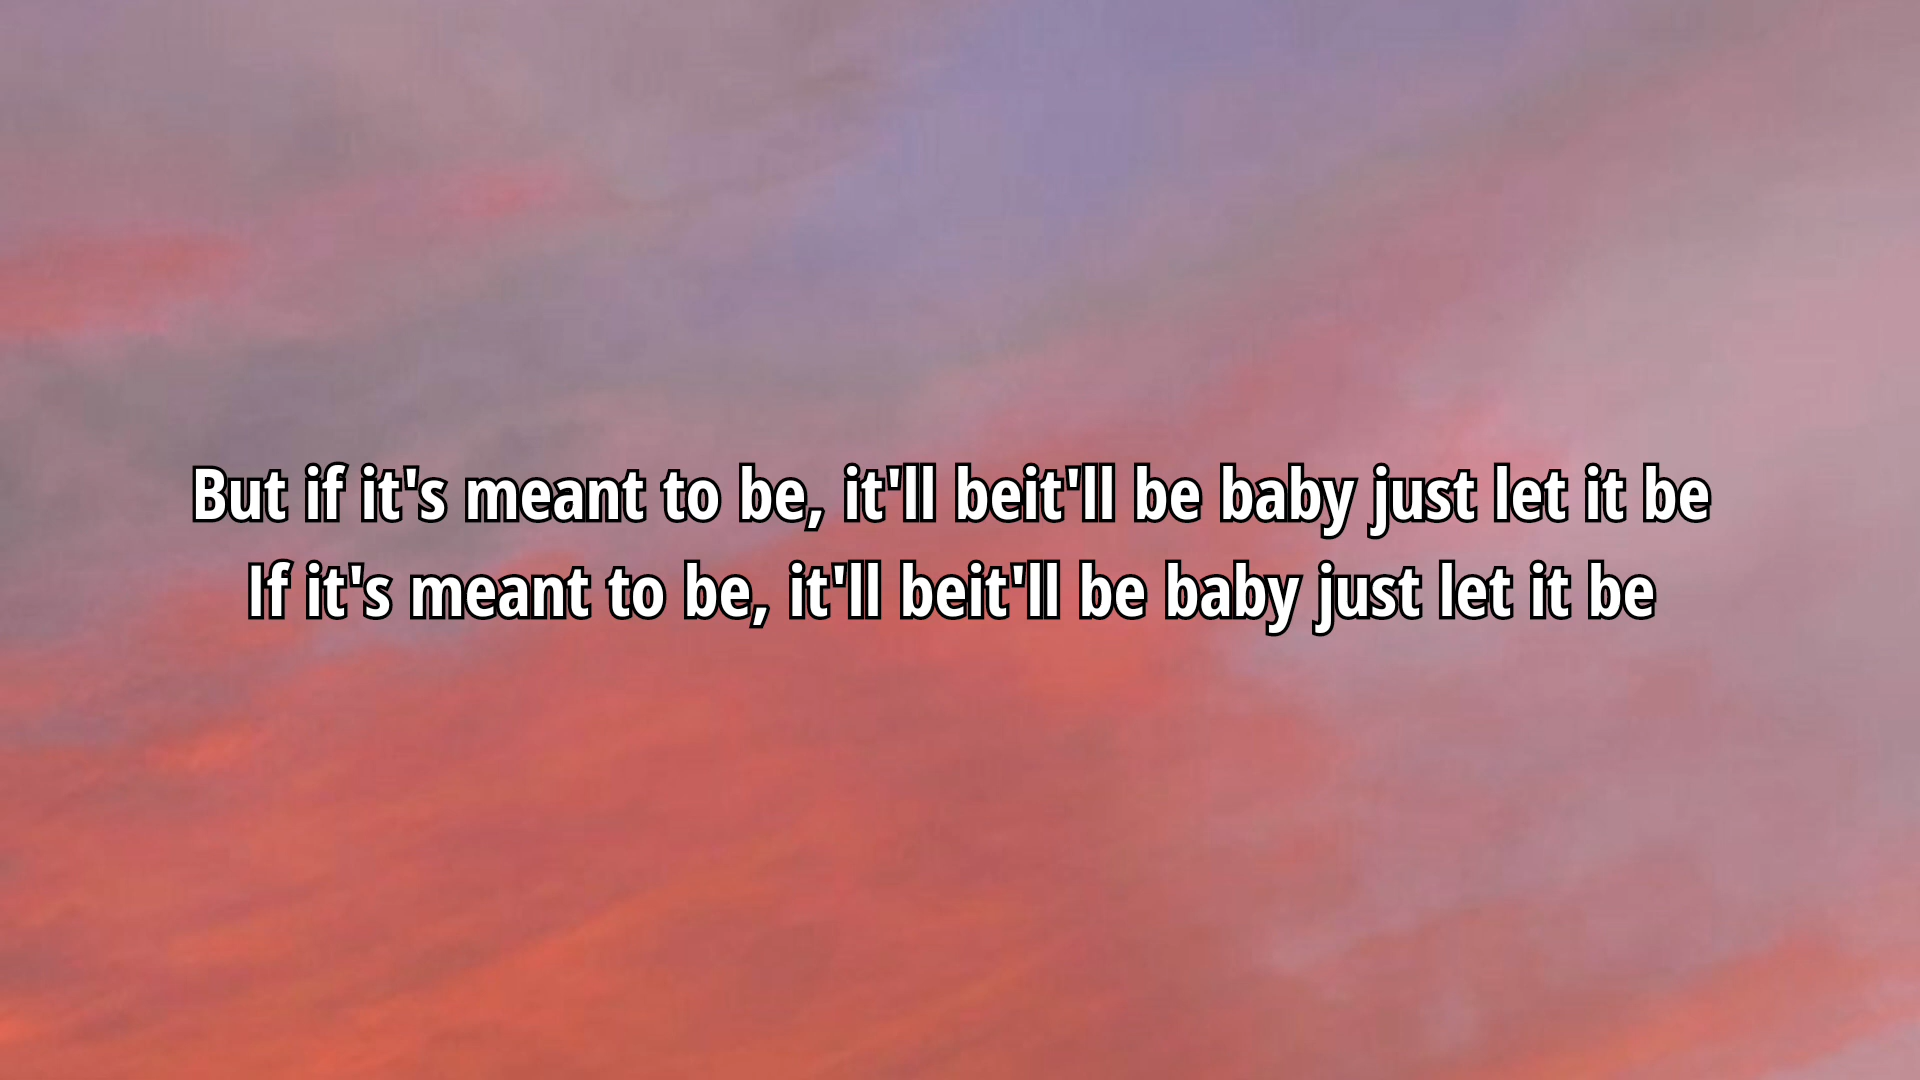 But if it's meant to be, it'll beit'll be baby just let it be
If it's meant to be, it'll beit'll be baby just let it be